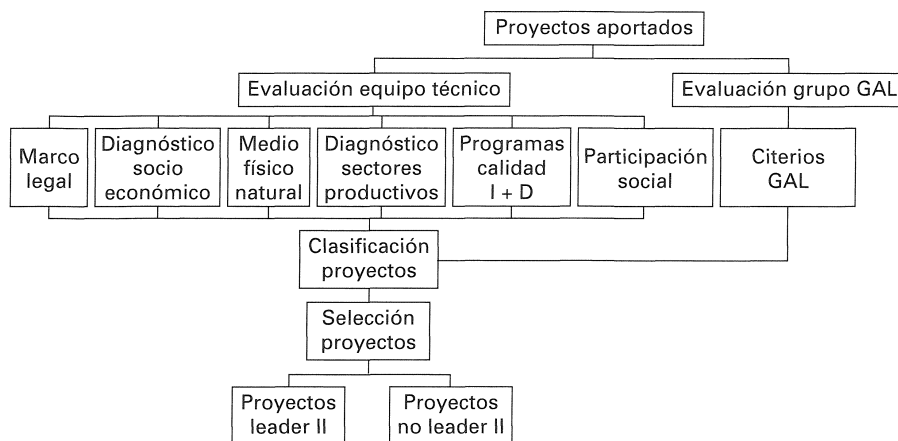 Proyectos aportados
Evaluación equipo técnico
Evaluación grupo GAL
Marco
legal
Diagnóstico
socio
económico
Medio
físico
natural
Diagnóstico
sectores
productivos
Programas
calidad
I + D
Participación
social
Citerios
GAL
Clasificación
proyectos
Selección
proyectos
Proyectos
leader II
Proyectos
no leader II